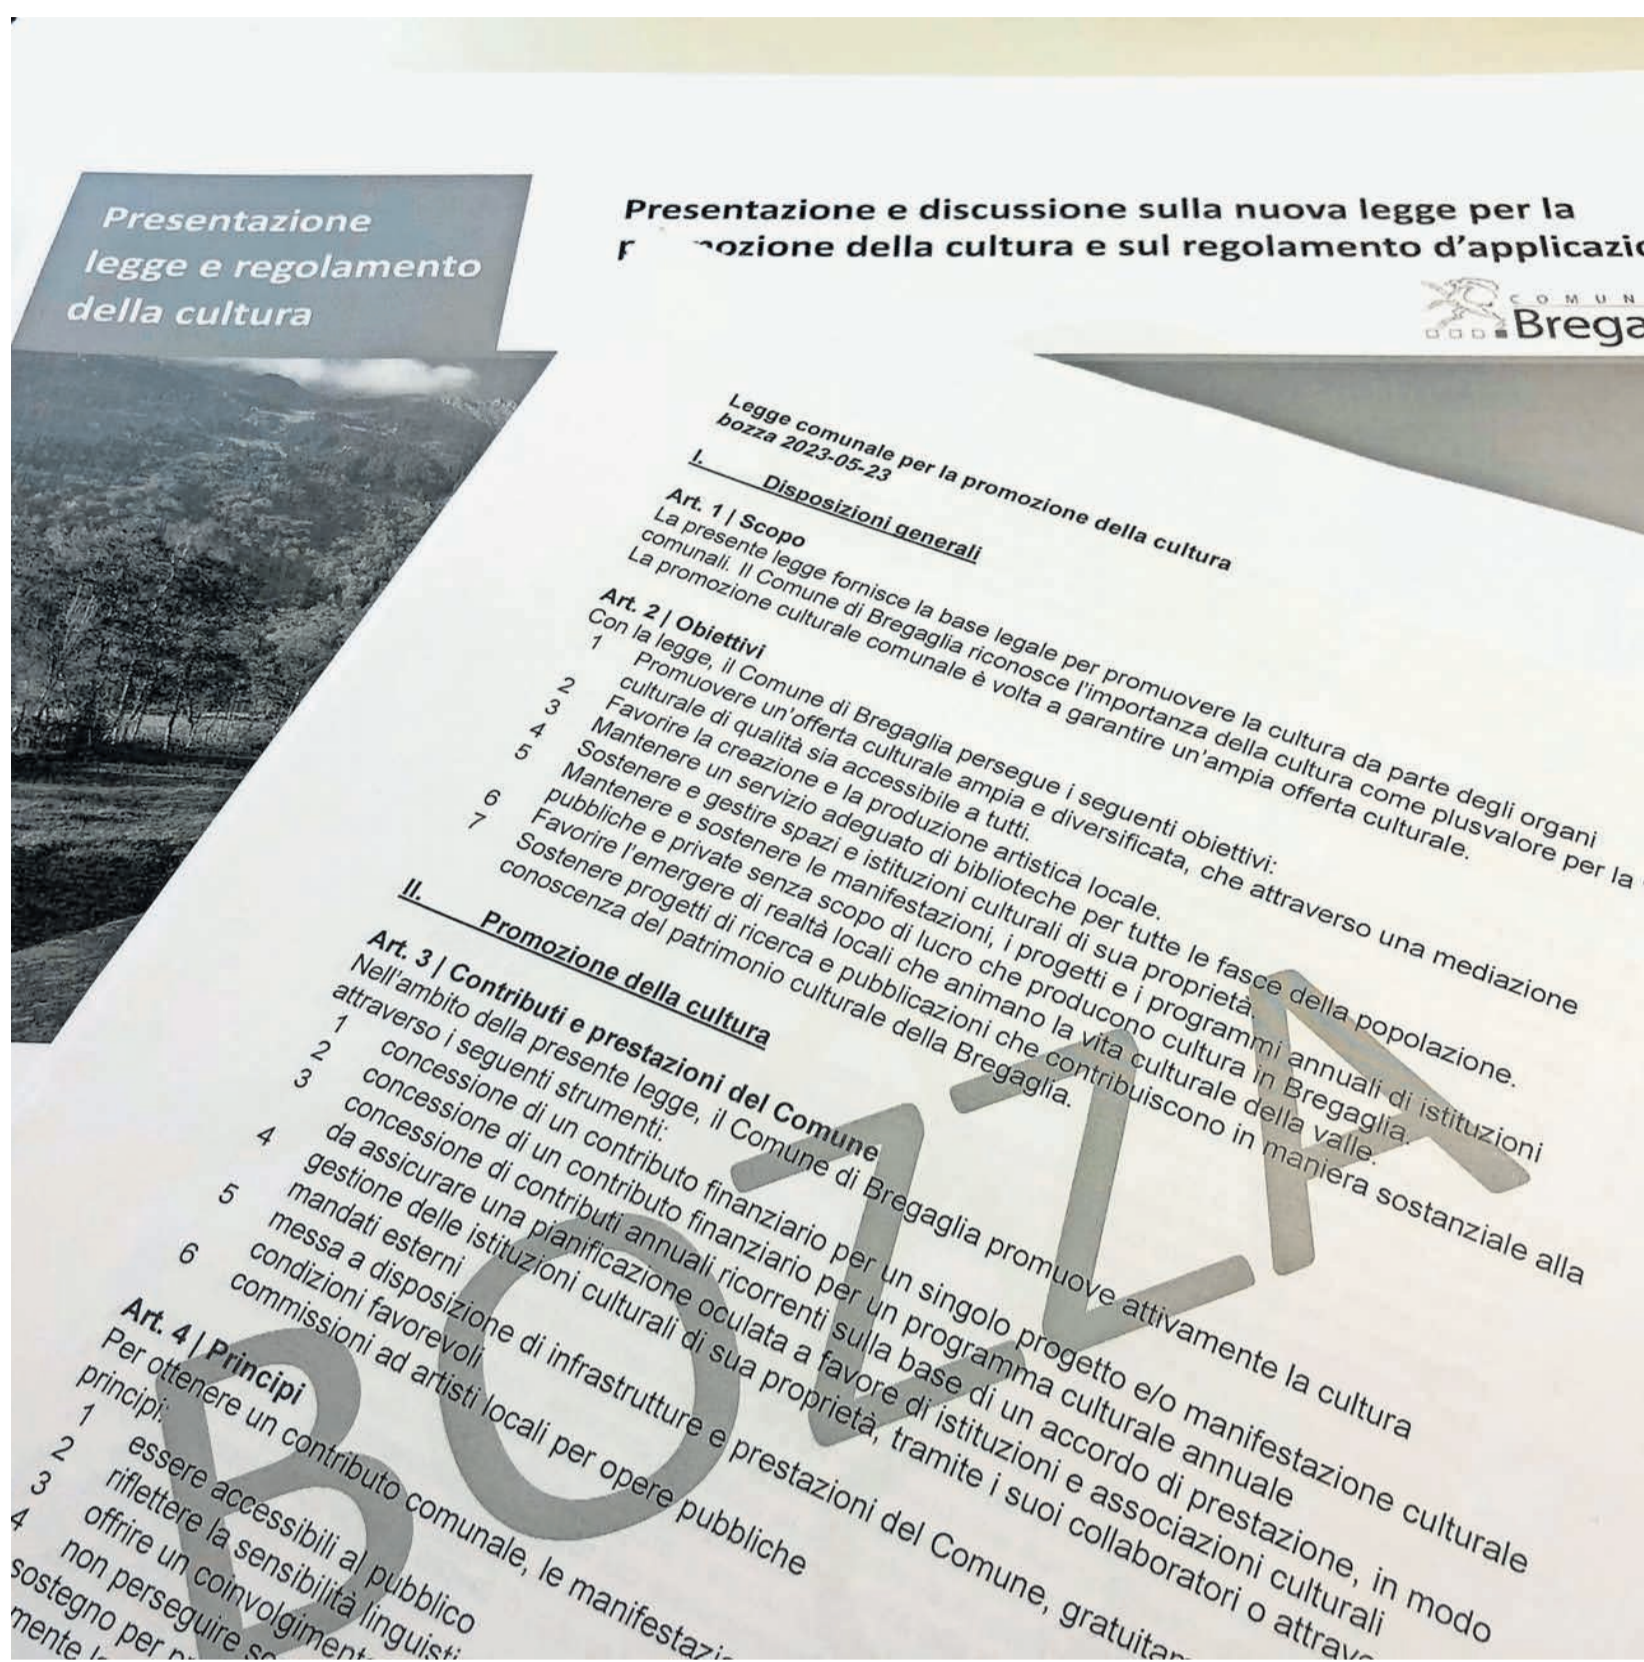 Presentazione
legge e regolamento
della cultura
Presentazione e discussione sulla nuova legge per la
ozione della cultura e sul regolamento d'applicazio
COMUN
Brega
Legge comunale per la promozione della cultura
bozza 2023-05-23
I. Disposizioni generali
Art. 1 | Scopo
La presente legge fornisce la base legale per promuovere la cultura da parte degli organi
comunali. Il Comune di Bregaglia riconosce l'importanza della cultura come plusvalore per la
La promozione culturale comunale è volta a garantire un'ampia offerta culturale.
Art. 2 | Obiettivi
Con la legge, il Comune di Bregaglia persegue i seguenti obiettivi:
1 Promuovere un'offerta culturale ampia e diversificata, che attraverso una mediazione
culturale di qualità sia accessibile a tutti.
2 Favorire la creazione e la produzione artistica locale.
3 Mantenere un servizio adeguato di biblioteche per tutte le fasce della popolazione.
4 Sostenere e gestire spazi e istituzioni culturali di sua proprietà.
5 Mantenere e sostenere le manifestazioni, i progetti e i programmi annuali di istituzioni
pubbliche e private senza scopo di lucro che producono cultura in Bregaglia.
6 Favorire l'emergere di realtà locali che animano la vita culturale della valle.
7 Sostenere progetti di ricerca e pubblicazioni che contribuiscono in maniera sostanziale alla
conoscenza del patrimonio culturale della Bregaglia.
II. Promozione della cultura
Art. 3 | Contributi e prestazioni del Comune
Nell'ambito della presente legge, il Comune di Bregaglia promuove attivamente la cultura
attraverso i seguenti strumenti:
1 concessione di un contributo finanziario per un singolo progetto e/o manifestazione culturale
2 concessione di un contributo finanziario per un programma culturale annuale
3 concessione di contributi annuali ricorrenti sulla base di un accordo di prestazione, in modo
da assicurare una pianificazione oculata a favore di istituzioni e associazioni culturali
4 gestione delle istituzioni culturali di sua proprietà, tramite i suoi collaboratori o attrave
mandati esterni
5 messa a disposizione di infrastrutture e prestazioni del Comune, gratuitam
condizioni favorevoli
6 commissioni ad artisti locali per opere pubbliche
Art. 4 | Principi
Per ottenere un contributo comunale, le manifestazio
principi:
1 essere accessibili al pubblico
2 riflettere la sensibilità linguisti
3 offrire un coinvolgiment
4 non perseguire sc
sostegno per pr
mente
BOZZA